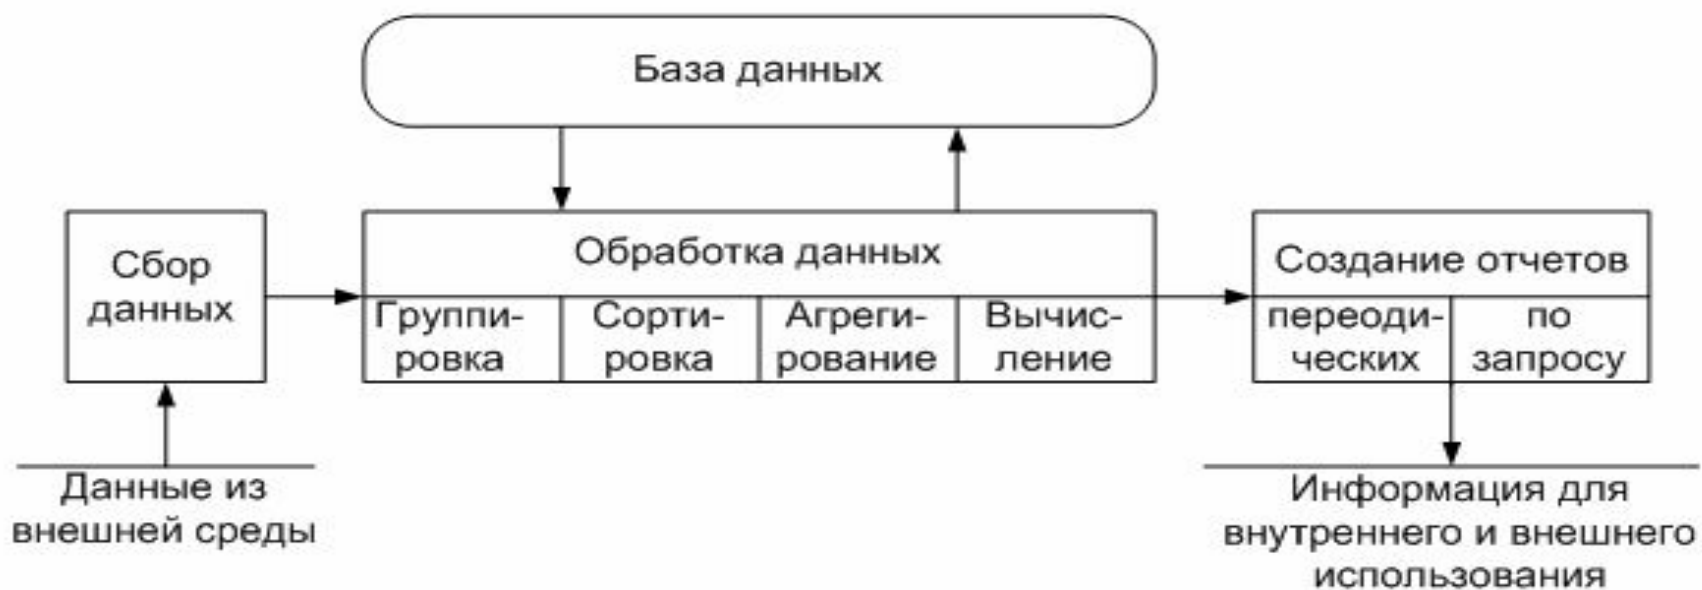 База данных
Сбор
данных
Обработка данных
Группи-
ровка
Сорти-
ровка
Агреги-
рование
Вычис-
ление
Создание отчетов
переоди-
ческих
по
запросу
Данные из
внешней среды
Информация для
внутреннего и внешнего
использования